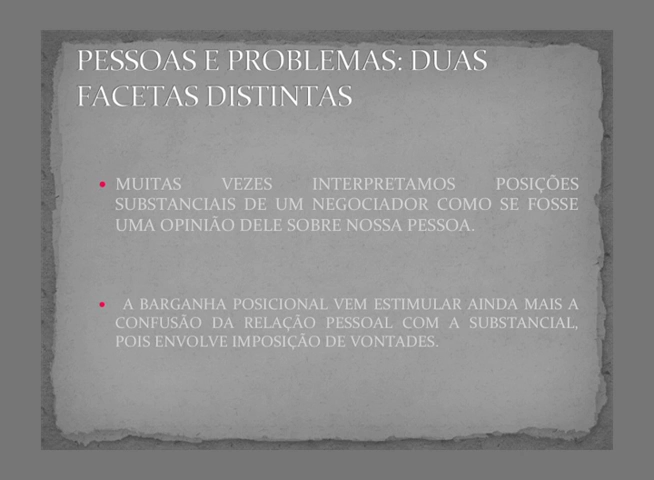 PESSOAS E PROBLEMAS: DUAS
FACETAS DISTINTAS
• MUITAS VEZES INTERPRETAMOS POSIÇÕES
SUBSTANCIAIS DE UM NEGOCIADOR COMO SE FOSSE
UMA OPINIÃO DELE SOBRE NOSSA PESSOA.
• A BARGANHA POSICIONAL VEM ESTIMULAR AINDA MAIS A
CONFUSÃO DA RELAÇÃO PESSOAL COM A SUBSTANCIAL,
POIS ENVOLVE IMPOSIÇÃO DE VONTADES.